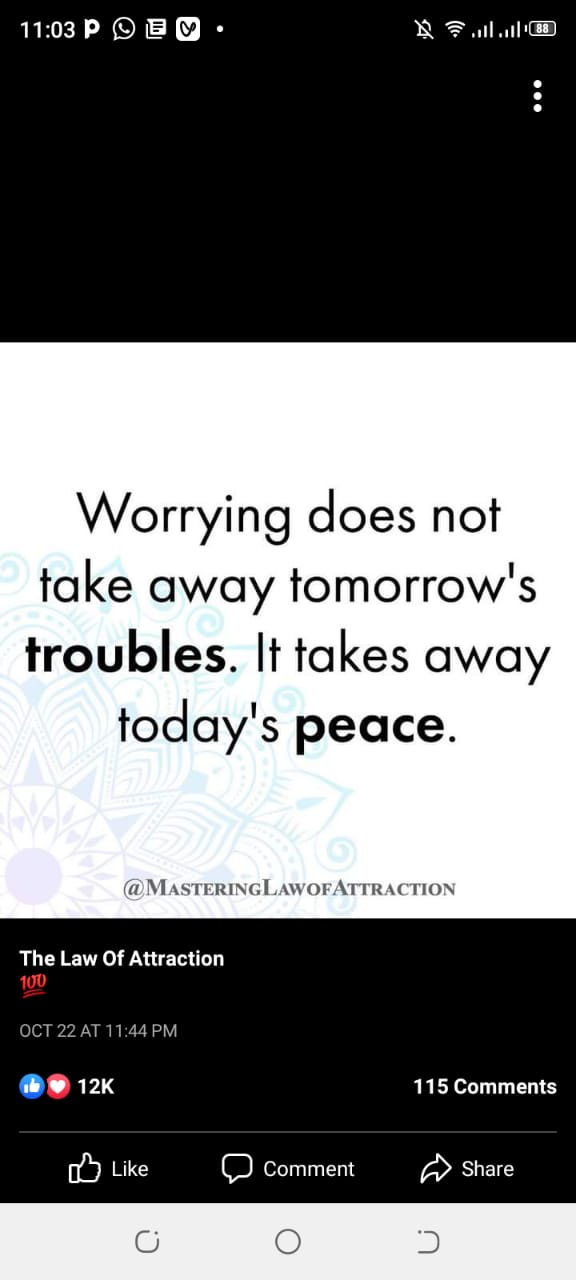 11:03
88
Worrying does not
take away tomorrow's
troubles. It takes away
today's peace.
@MASTERINGLAWOFATTRACTION
The Law Of Attraction
💯
OCT 22 AT 11:44 PM
12K 115 Comments
Like Comment Share